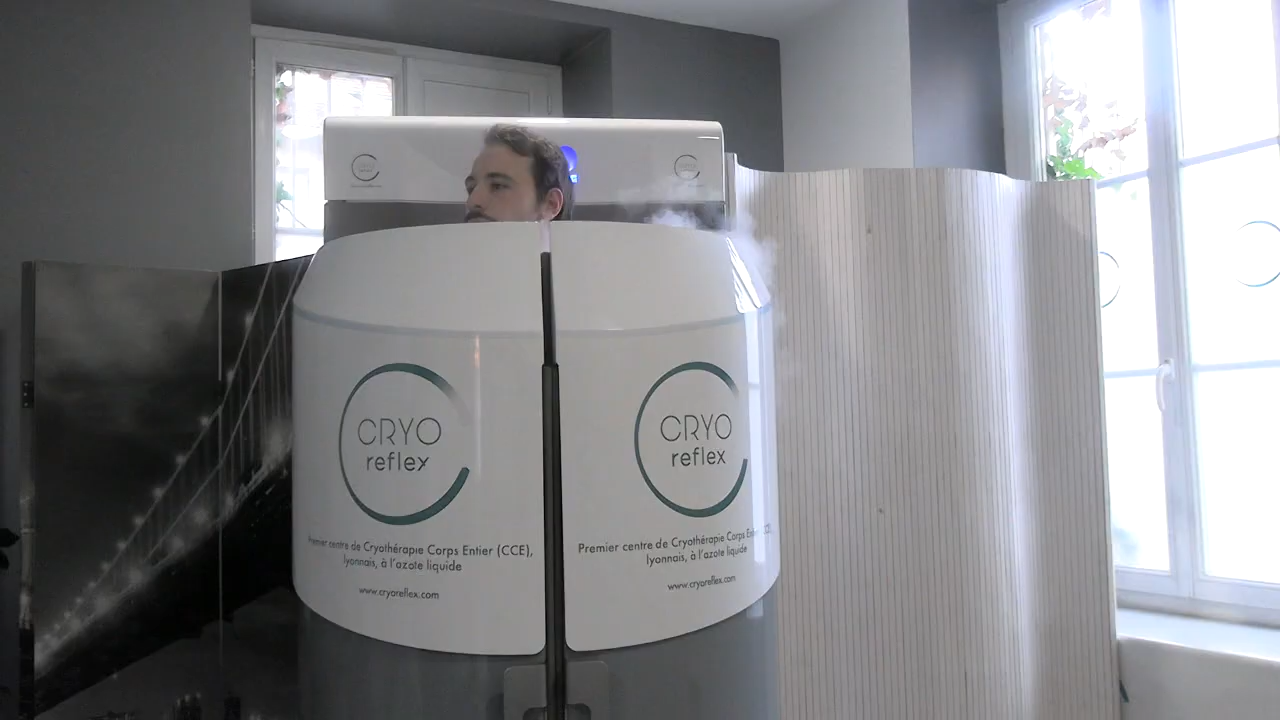 CRYO
reflex
Premier centre de Cryothérapie Corps Entier (CCE),
lyonnais, à l'azote liquide
www.cryoreflex.com
CRYO
reflex
Premier centre de Cryothérapie Corps Entier
lyonnais, à l'azote liquide
www.cryoreflex.com